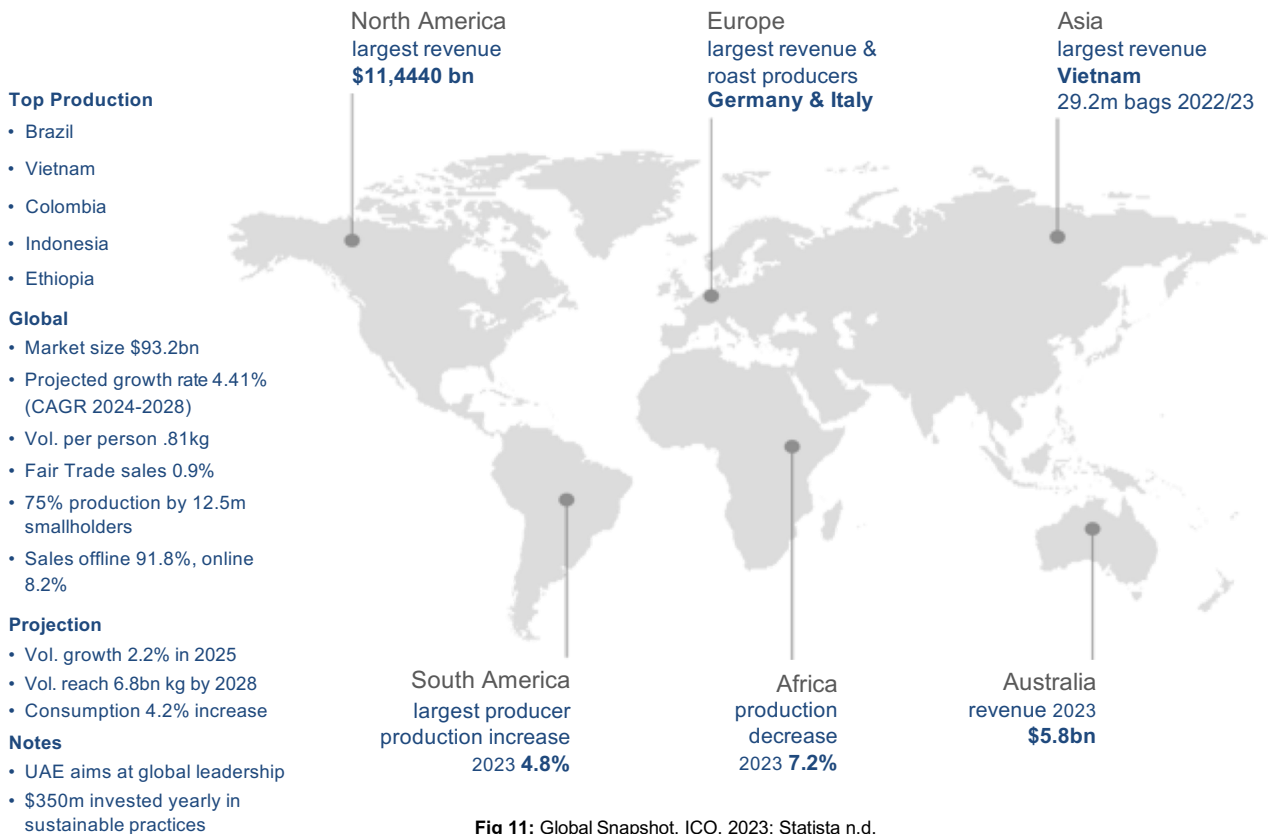 North America
largest revenue
$11,4440 bn
Europe
largest revenue &
roast producers
Germany & Italy
Asia
largest revenue
Vietnam
29.2m bags 2022/23
Top Production
• Brazil
• Vietnam
• Colombia
• Indonesia
• Ethiopia
Global
• Market size $93.2bn
• Projected growth rate 4.41%
(CAGR 2024-2028)
• Vol. per person .81kg
• Fair Trade sales 0.9%
• 75% production by 12.5m
smallholders
• Sales offline 91.8%, online
8.2%
Projection
• Vol. growth 2.2% in 2025
• Vol. reach 6.8bn kg by 2028
• Consumption 4.2% increase
Notes
• UAE aims at global leadership
• $350m invested yearly in
sustainable practices
South America
largest producer
production increase
2023 4.8%
Africa
production
decrease
2023 7.2%
Australia
revenue 2023
$5.8bn
Fig 11: Global Snapshot, ICO, 2023; Statista n.d.